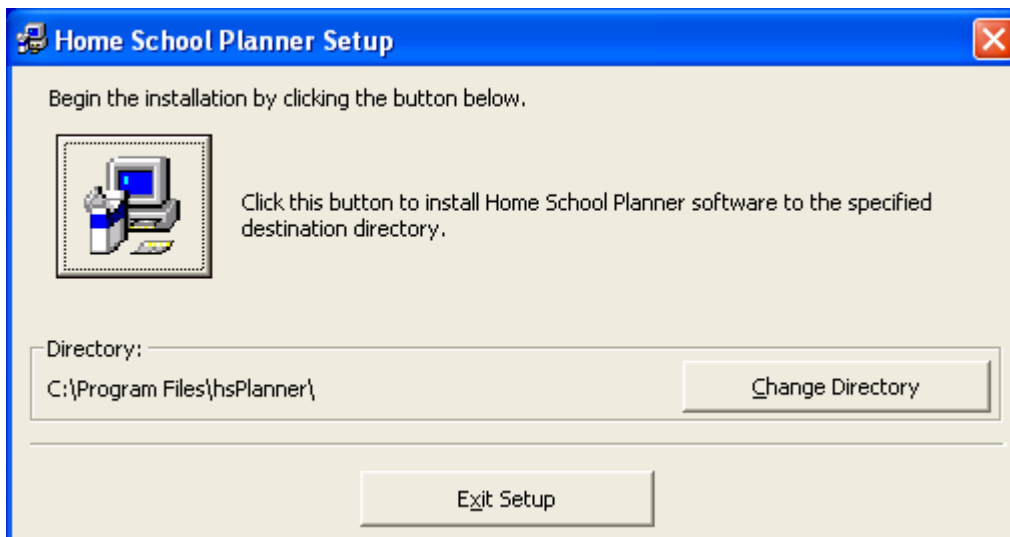 Home School Planner Setup
Begin the installation by clicking the button below.
Click this button to install Home School Planner software to the specified
destination directory.
Directory:
C:\Program Files\hsPlanner\
Change Directory
Exit Setup